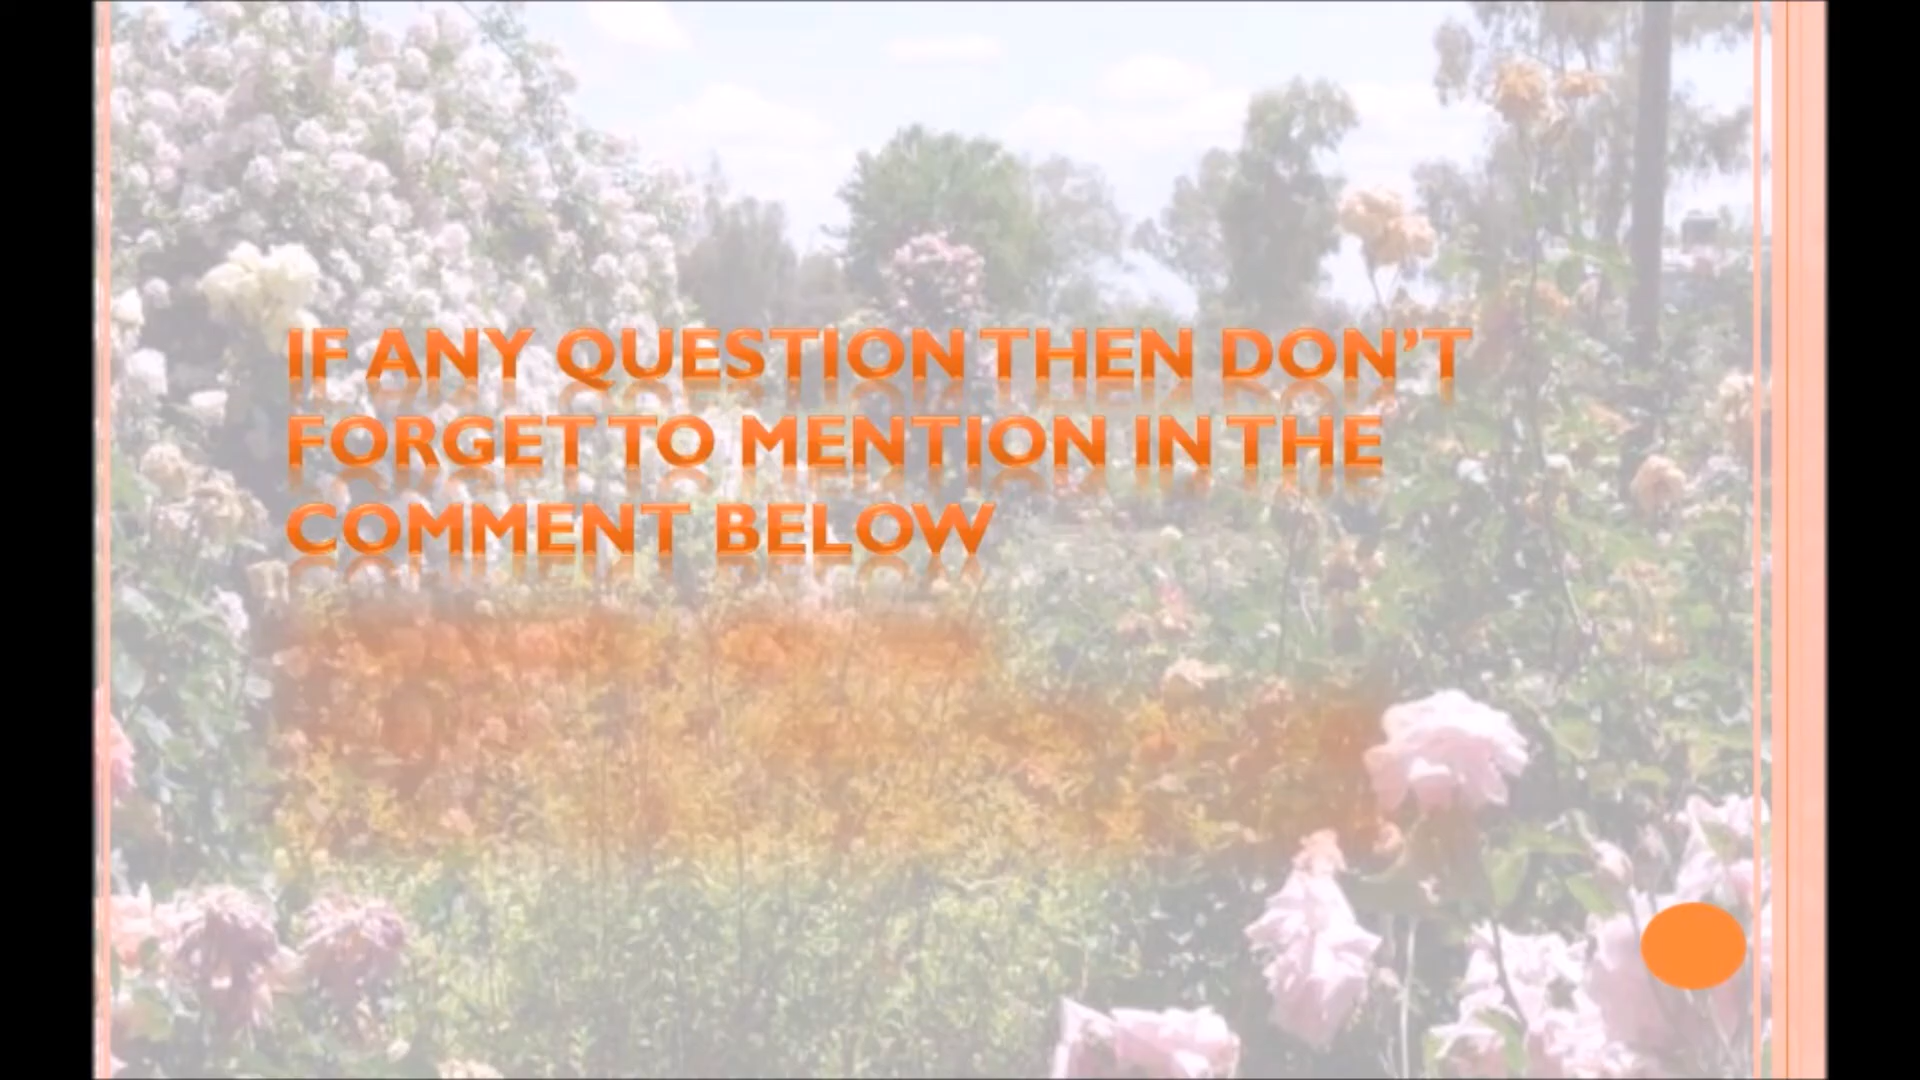 IF ANY QUESTION THEN DON'T
FORGET TO MENTION IN THE
COMMENT BELOW